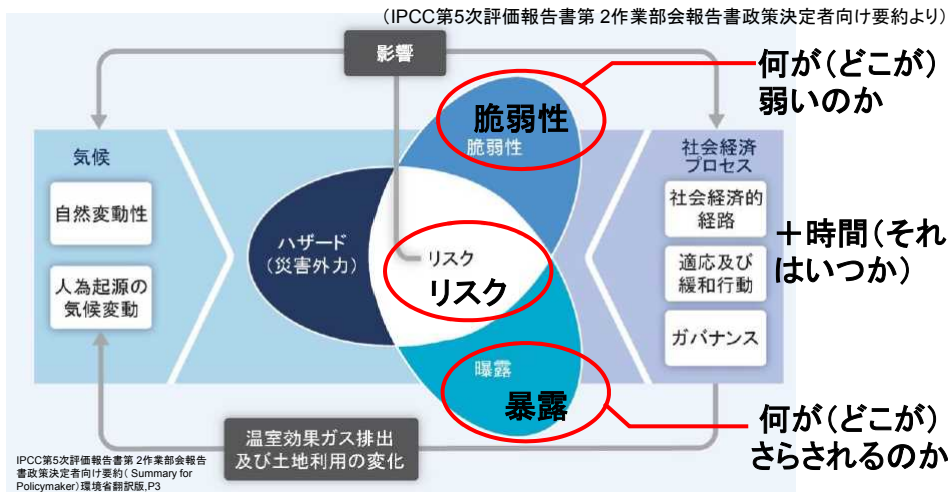 (IPCC第5次評価報告書第 2作業部会報告書政策決定者向け要約より)
影響
何が(どこが)
弱いのか
脆弱性
脆弱性
気候
自然変動性
人為起源の
気候変動
ハザード
(災害外力)
リスク
リスク
社会経済
プロセス
社会経済的
経路
適応及び
緩和行動
ガバナンス
＋時間(それ
はいつか)
曝露
暴露
何が(どこが)
さらされるのか
温室効果ガス排出
及び土地利用の変化
IPCC第5次評価報告書第 2作業部会報告
書政策決定者向け要約( Summary for
Policymaker)環境省翻訳版,P3